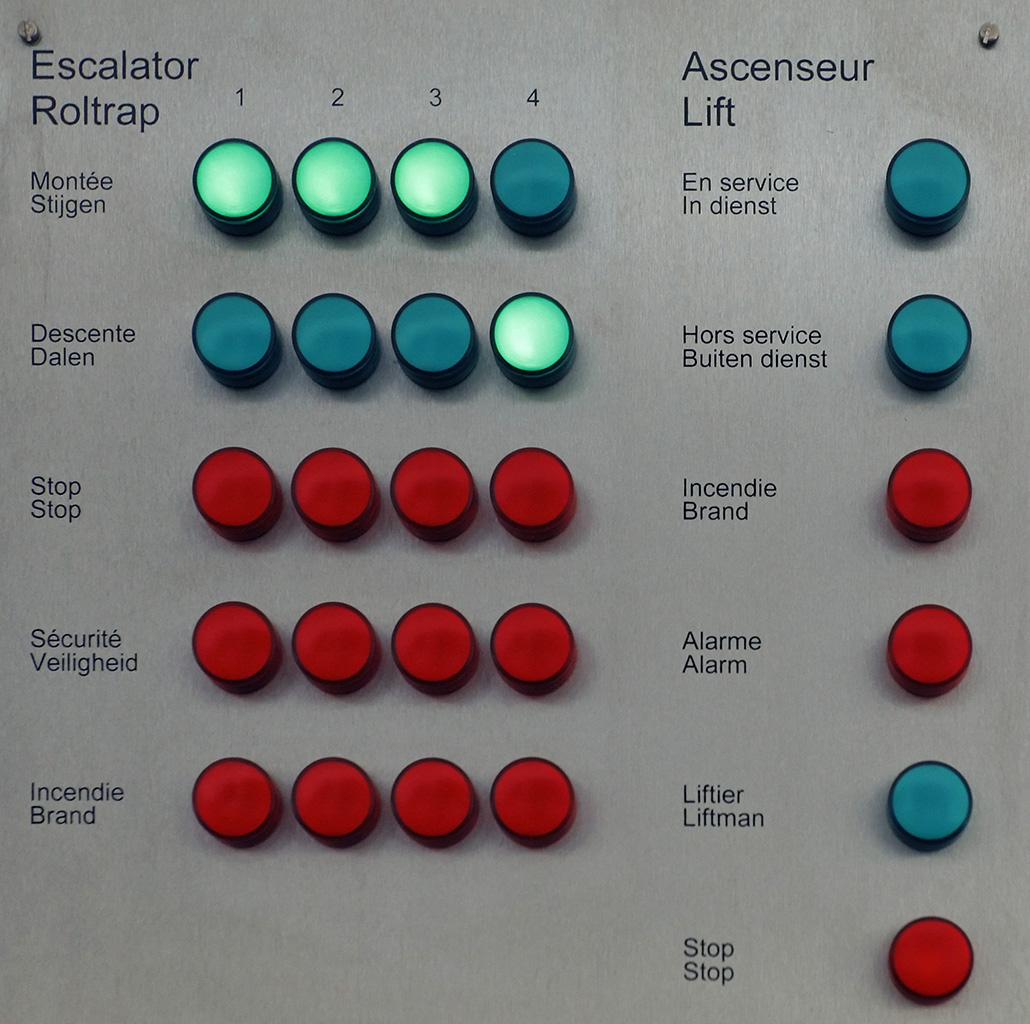 Escalator
Roltrap
1 2 3 4
Montée
Stijgen
Descente
Dalen
Stop
Stop
Sécurité
Veiligheid
Incendie
Brand
Ascenseur
Lift
En service
In dienst
Hors service
Buiten dienst
Incendie
Brand
Alarme
Alarm
Liftier
Liftman
Stop
Stop